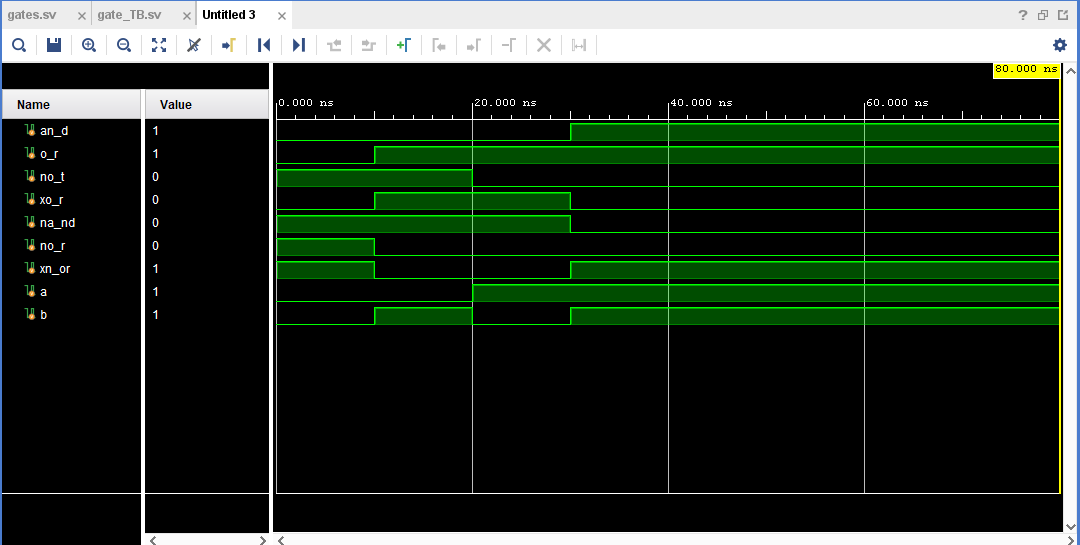 gates.sv gate_TB.sv Untitled 3
?
80.000 ns
Name Value
0.000 ns 20.000 ns 40.000 ns 60.000 ns
an_d 1
o_r 1
no_t 0
xo_r 0
na_nd 0
no_r 0
xn_or 1
a 1
b 1